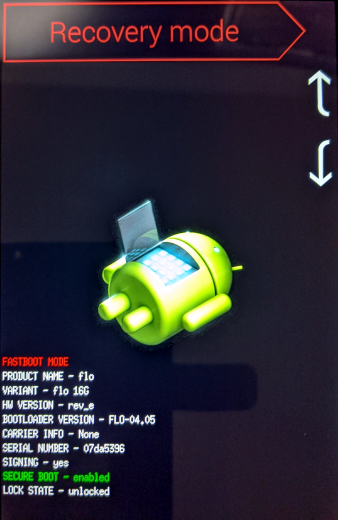 Recovery mode
FASTBOOT MODE
PRODUCT NAME - flo
VARIANT - flo 16G
HW VERSION - rev_e
BOOTLOADER VERSION - FLO-04.05
CARRIER INFO - None
SERIAL NUMBER - 07da5396
SIGNING - yes
SECURE BOOT - enabled
LOCK STATE - unlocked